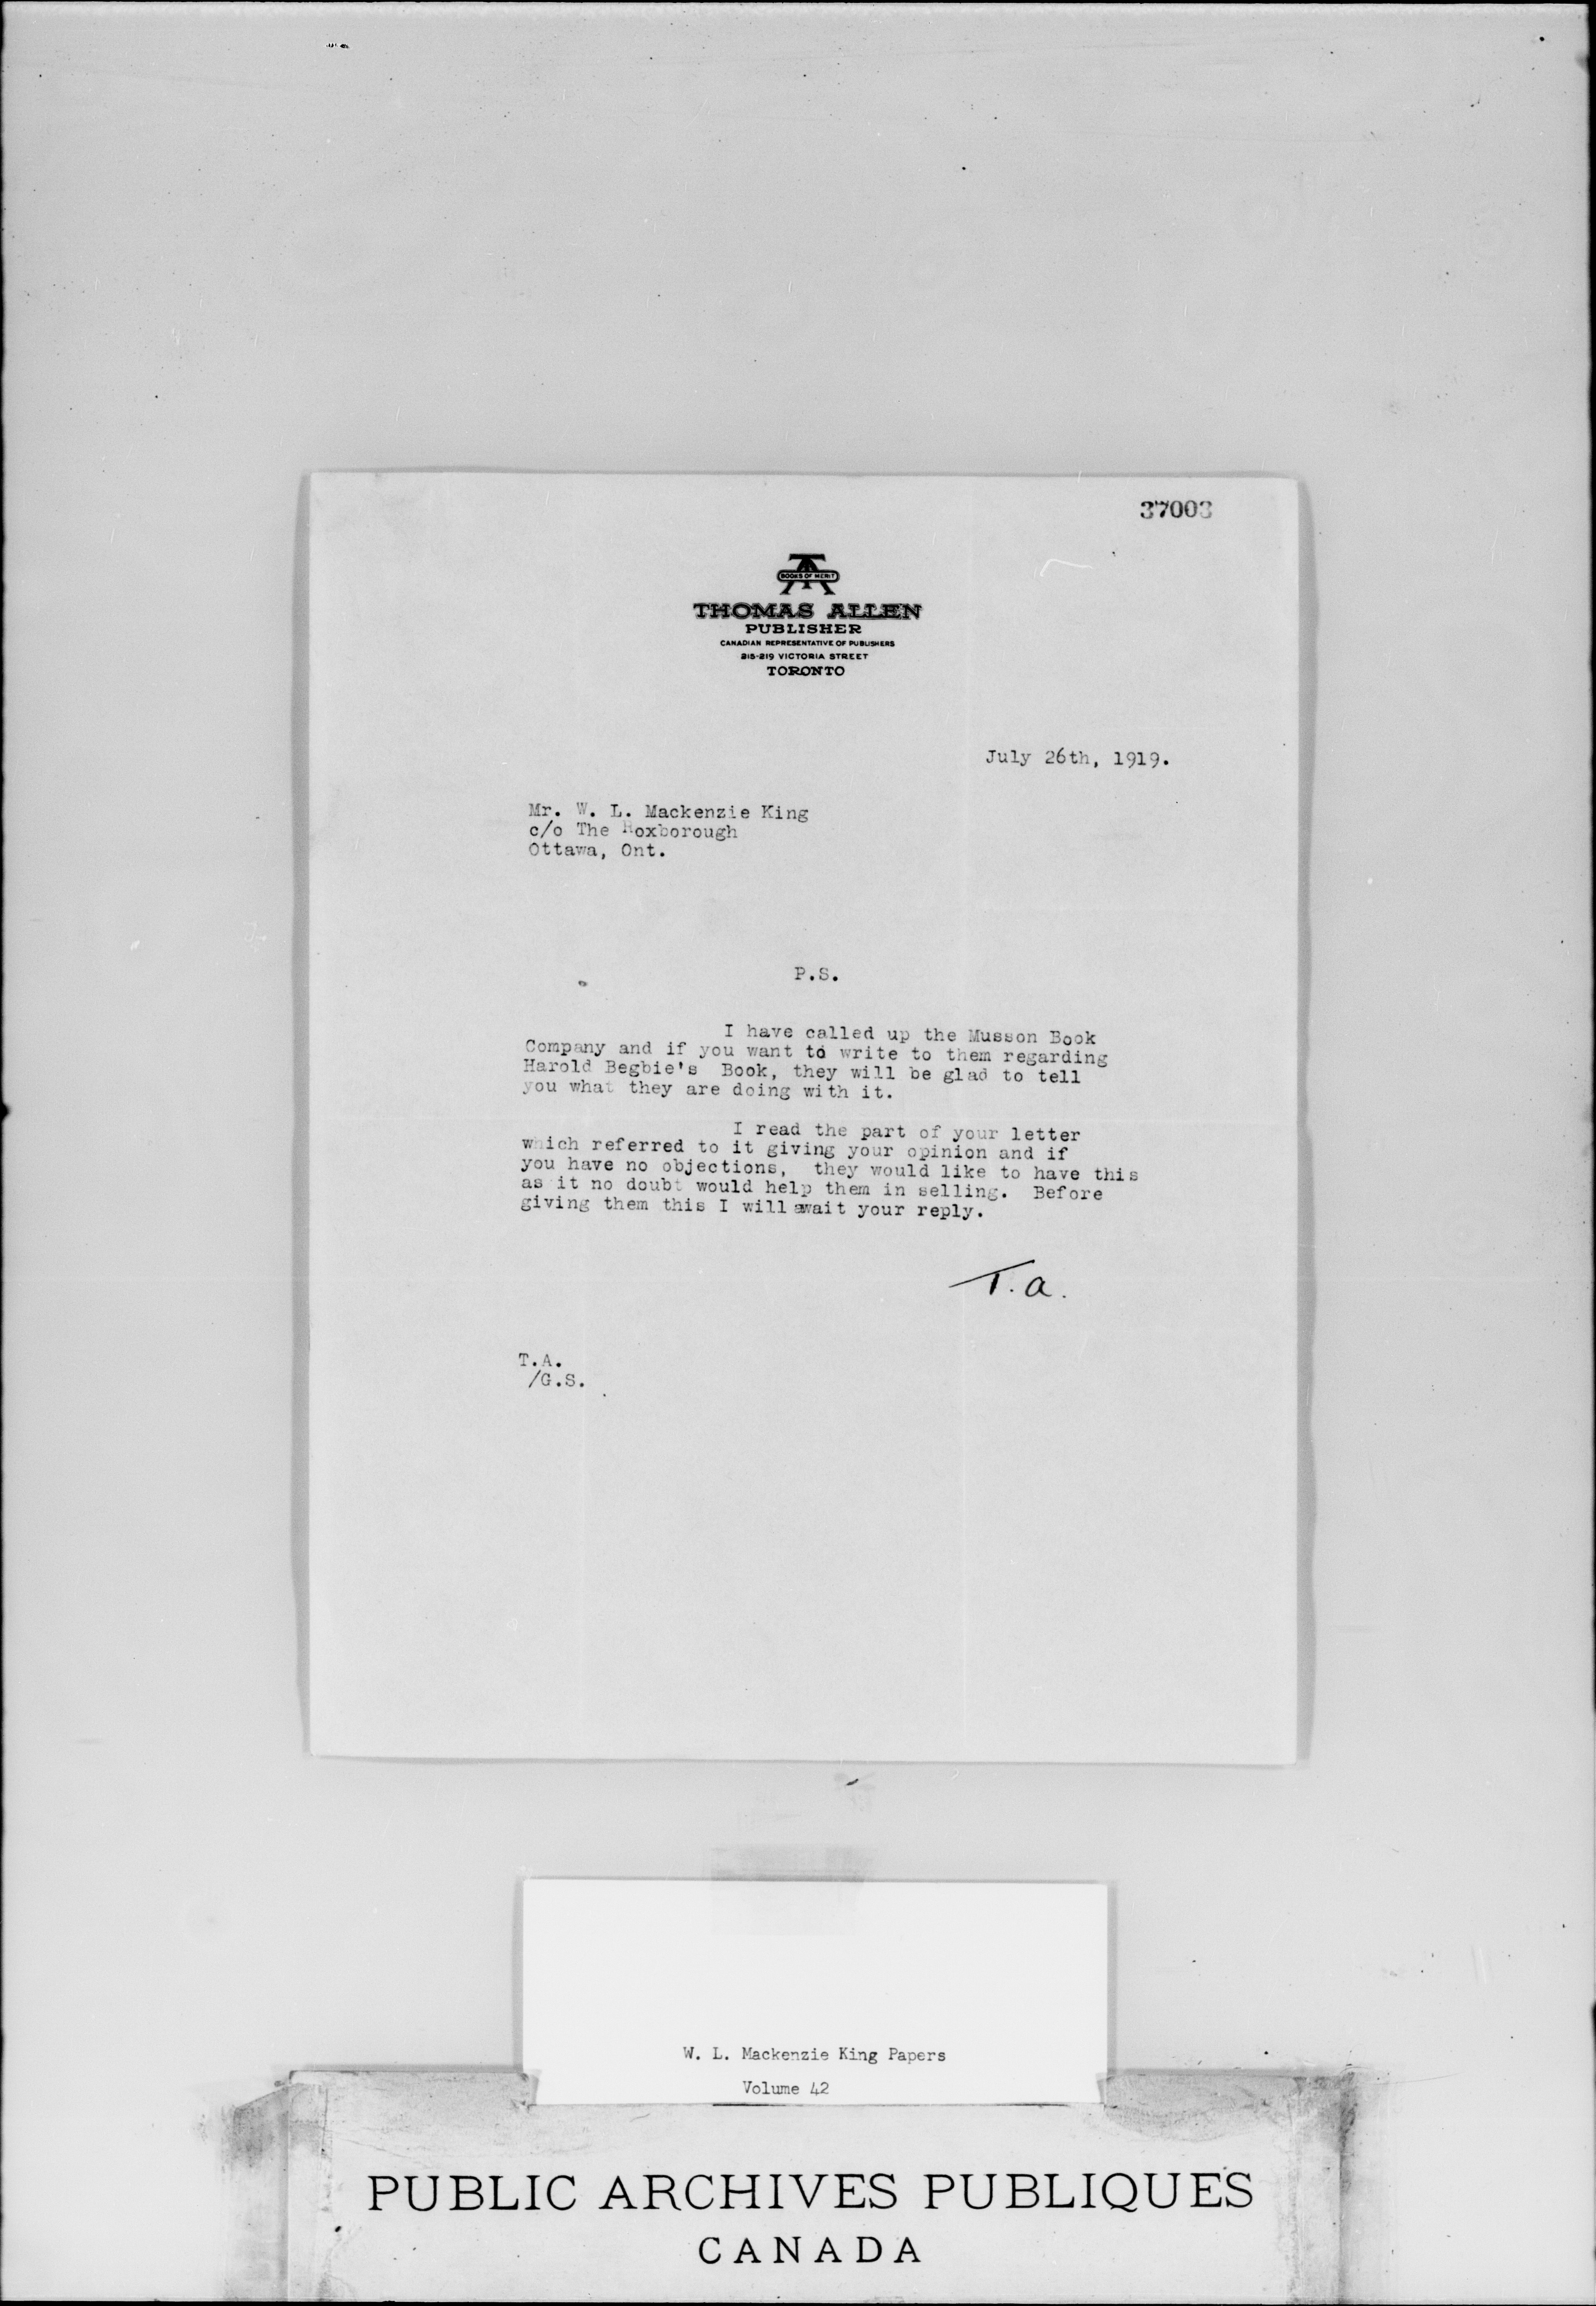 37003
TA
BOOKS OF MERIT
THOMAS ALLEN
PUBLISHER
CANADIAN REPRESENTATIVE OF PUBLISHERS
215-219 VICTORIA STREET
TORONTO
July 26th, 1919.
Mr. W. L. Mackenzie King
c/o The Roxborough
Ottawa, Ont.
P.S.
I have called up the Musson Book
Company and if you want to write to them regarding
Harold Begbie's Book, they will be glad to tell
you what they are doing with it.
I read the part of your letter
which referred to it giving your opinion and if
you have no objections, they would like to have this
as it no doubt would help them in selling. Before
giving them this I will await your reply.
T.a.
T.A.
/G.S.
W. L. Mackenzie King Papers
Volume 42
PUBLIC ARCHIVES PUBLIQUES
CANADA